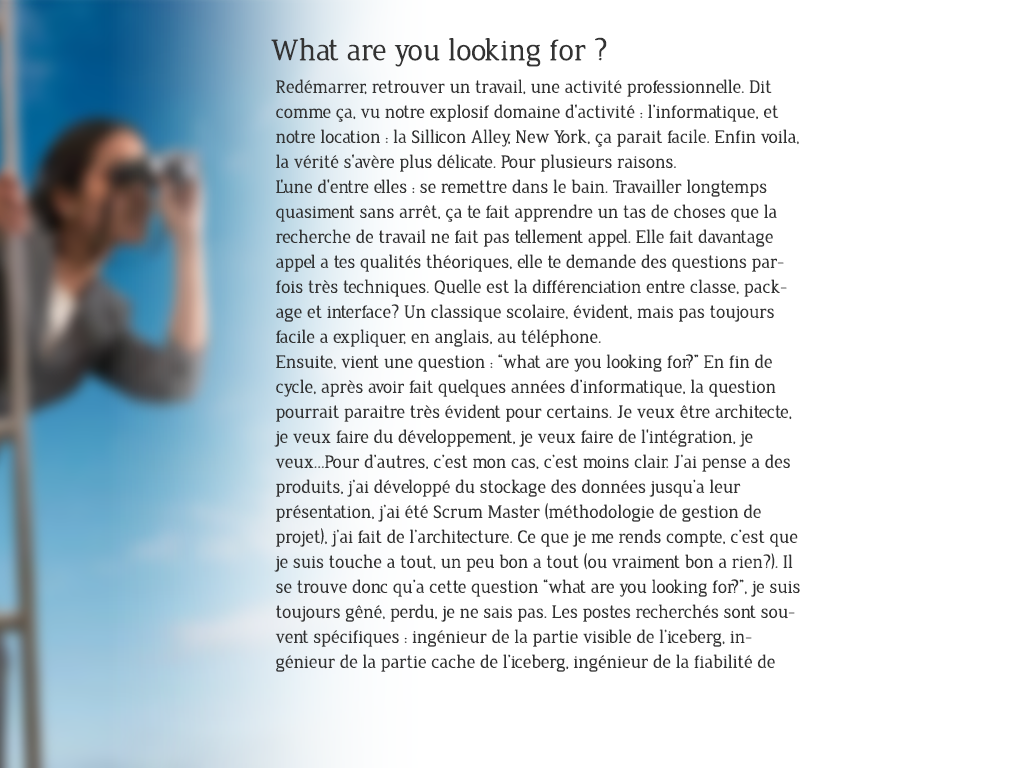 What are you looking for ?
Redémarrer, retrouver un travail, une activité professionnelle. Dit
comme ça, vu notre explosif domaine d'activité : l'informatique, et
notre location : la Sillicon Alley, New York, ça parait facile. Enfin voila,
la vérité s'avère plus délicate. Pour plusieurs raisons.
L'une d'entre elles : se remettre dans le bain. Travailler longtemps
quasiment sans arrêt, ça te fait apprendre un tas de choses que la
recherche de travail ne fait pas tellement appel. Elle fait davantage
appel a tes qualités théoriques, elle te demande des questions par-
fois très techniques. Quelle est la différenciation entre classe, pack-
age et interface? Un classique scolaire, évident, mais pas toujours
facile a expliquer, en anglais, au téléphone.
Ensuite, vient une question : "what are you looking for?" En fin de
cycle, après avoir fait quelques années d'informatique, la question
pourrait paraitre très évident pour certains. Je veux être architecte,
je veux faire du développement, je veux faire de l'intégration, je
veux...Pour d'autres, c'est mon cas, c'est moins clair. J'ai pense a des
produits, j'ai développé du stockage des données jusqu'a leur
présentation, j'ai été Scrum Master (méthodologie de gestion de
projet), j'ai fait de l'architecture. Ce que je me rends compte, c'est que
je suis touche a tout, un peu bon a tout (ou vraiment bon a rien?). Il
se trouve donc qu'a cette question "what are you looking for?", je suis
toujours gêné, perdu, je ne sais pas. Les postes recherchés sont sou-
vent spécifiques : ingénieur de la partie visible de l'iceberg, in-
génieur de la partie cache de l'iceberg, ingénieur de la fiabilité de